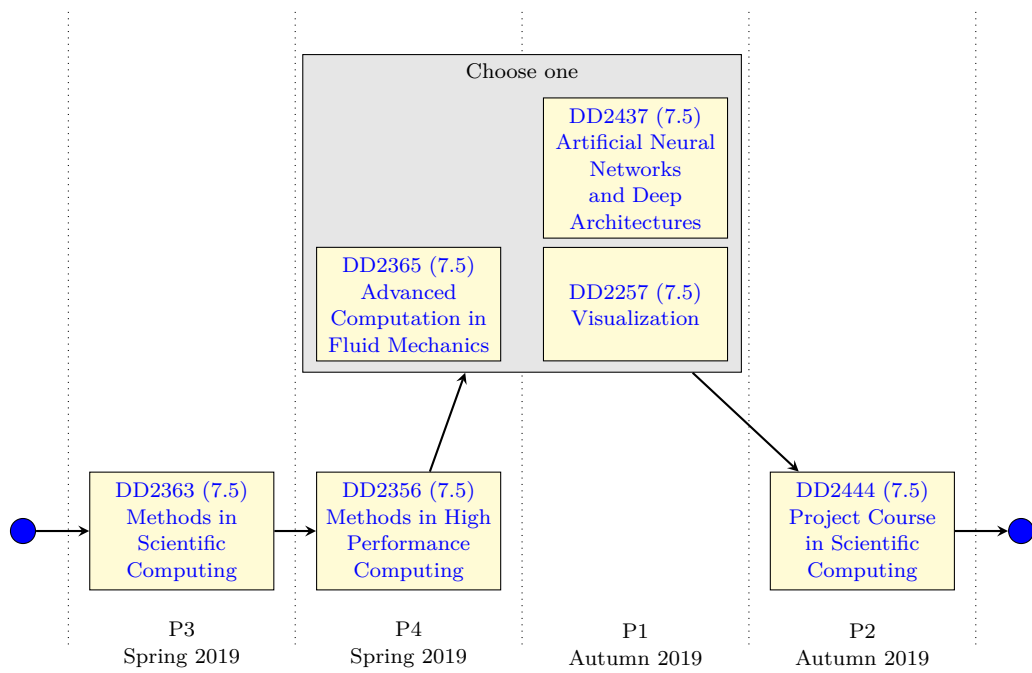 Choose one
DD2437 (7.5)
Artificial Neural
Networks
and Deep
Architectures
DD2365 (7.5)
Advanced
Computation in
Fluid Mechanics
DD2257 (7.5)
Visualization
DD2363 (7.5)
Methods in
Scientific
Computing
DD2356 (7.5)
Methods in High
Performance
Computing
DD2444 (7.5)
Project Course
in Scientific
Computing
P3
Spring 2019
P4
Spring 2019
P1
Autumn 2019
P2
Autumn 2019